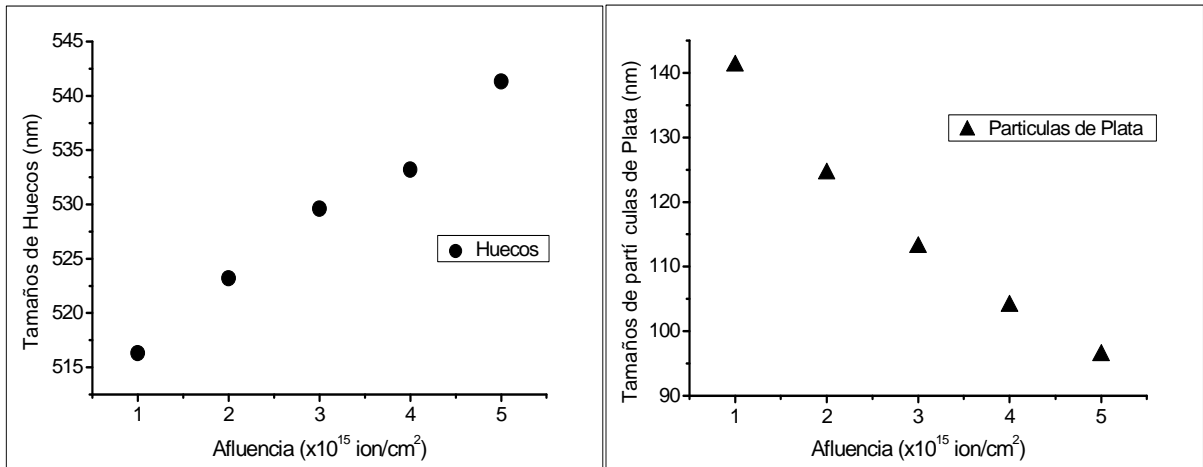 545
540
535
530
525
520
515
Tamaños de Huecos (nm)
Huecos
1 2 3 4 5
Afluencia (x10¹⁵ ion/cm²)
140
130
120
110
100
90
Tamaños de partí culas de Plata (nm)
Particulas de Plata
1 2 3 4 5
Afluencia (x10¹⁵ ion/cm²)